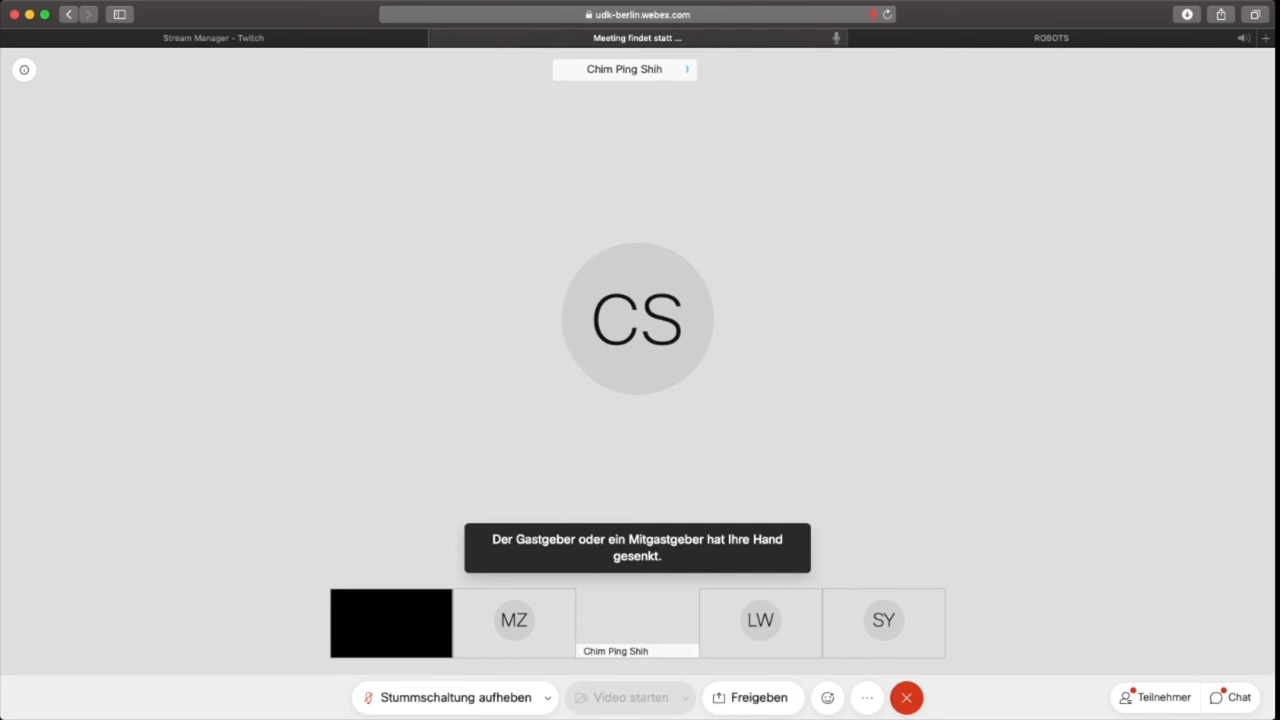 udk-berlin.webex.com
Stream Manager - Twitch
Meeting findet statt ...
ROBOTS
Chim Ping Shih
CS
Der Gastgeber oder ein Mitgastgeber hat Ihre Hand
gesenkt.
MZ
Chim Ping Shih
LW
SY
Stummschaltung aufheben
Video starten
Freigeben
Teilnehmer
Chat